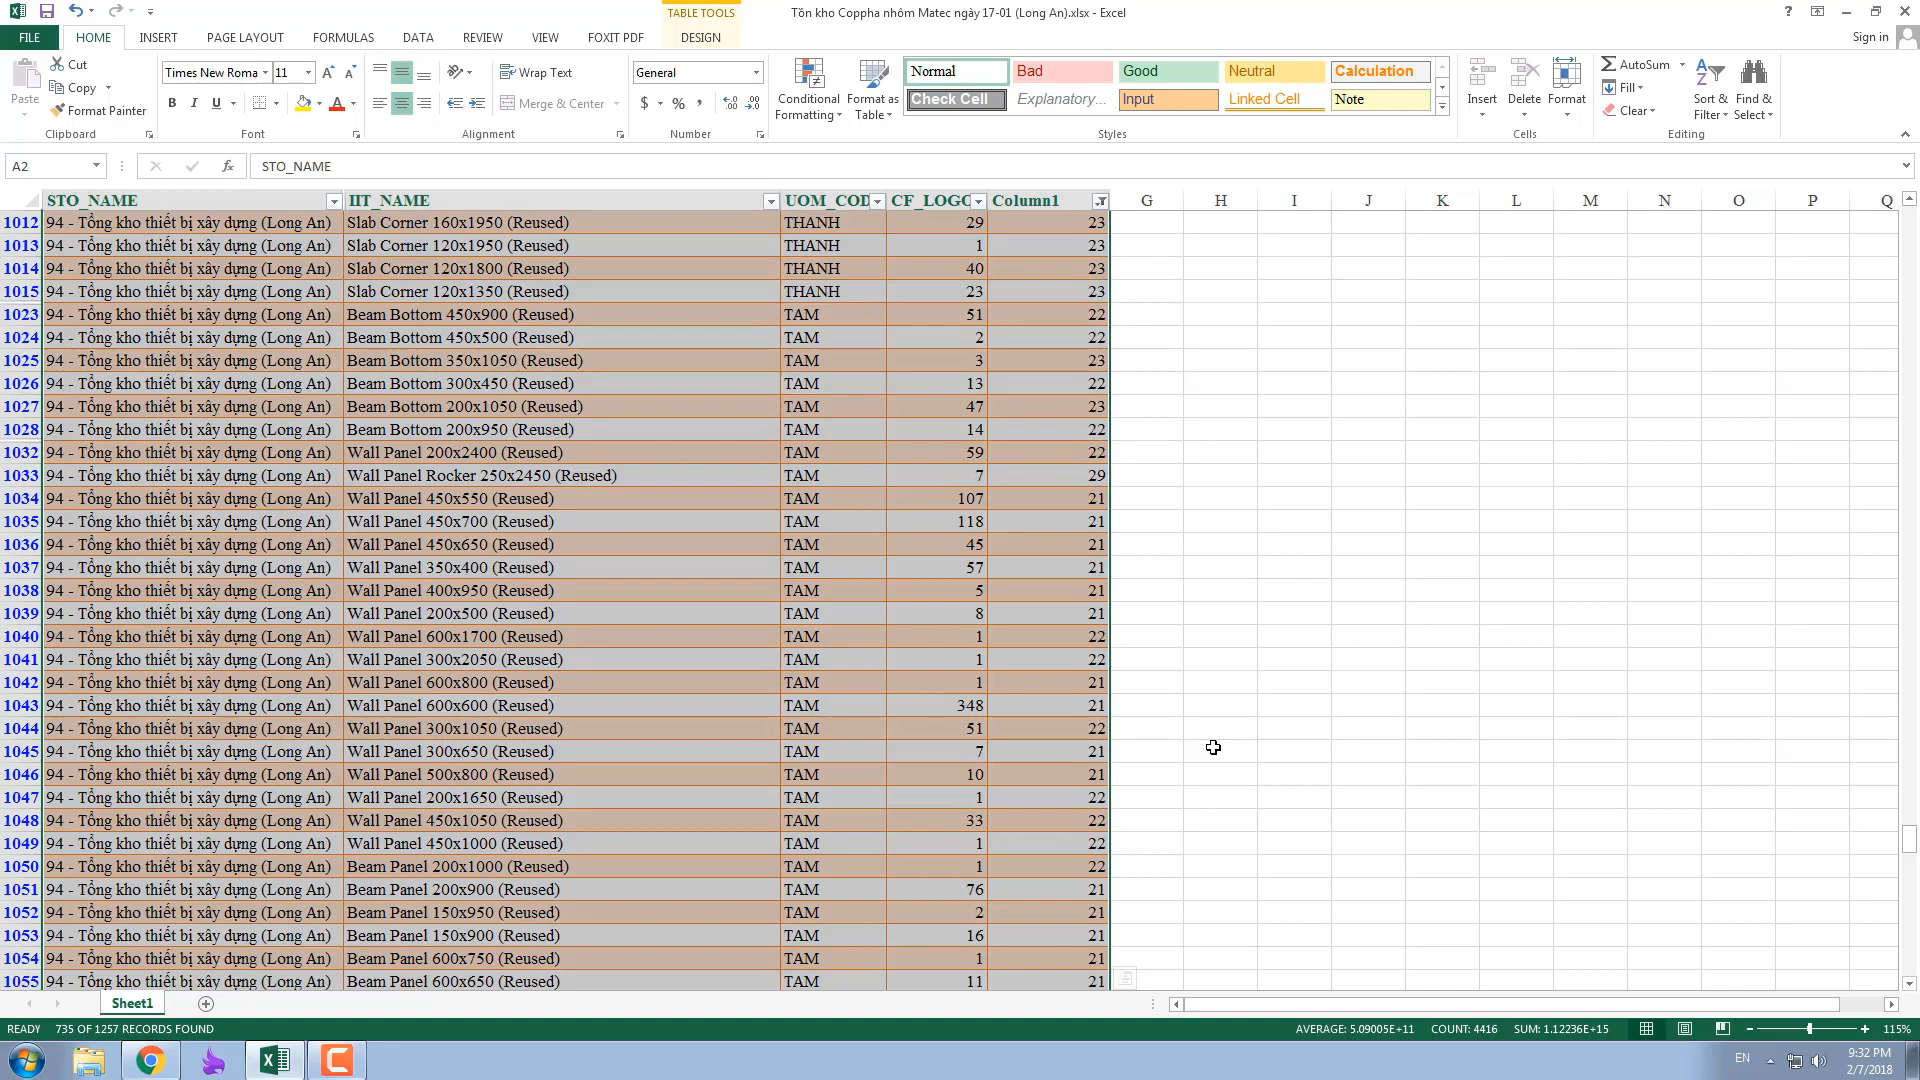 TABLE TOOLS
Tồn kho Coppha nhôm Matec ngày 17-01 (Long An).xlsx - Excel
FILE HOME INSERT PAGE LAYOUT FORMULAS DATA REVIEW VIEW FOXIT PDF DESIGN Sign in
Paste
Cut
Copy
Format Painter
Clipboard
Times New Roma 11
B I U
Font
Wrap Text
Merge & Center
Alignment
General
$ % ,
Number
Conditional Formatting
Format as Table
Normal Bad Good Neutral Calculation
Check Cell Explanatory... Input Linked Cell Note
Styles
Insert Delete Format
Cells
AutoSum
Fill
Clear
Sort & Filter
Find & Select
Editing
A2 fx STO_NAME
STO_NAME IIT_NAME UOM_COD CF_LOGC Column1 G H I J K L M N O P Q
1012 94 - Tổng kho thiết bị xây dựng (Long An) Slab Corner 160x1950 (Reused) THANH 29 23
1013 94 - Tổng kho thiết bị xây dựng (Long An) Slab Corner 120x1950 (Reused) THANH 1 23
1014 94 - Tổng kho thiết bị xây dựng (Long An) Slab Corner 120x1800 (Reused) THANH 40 23
1015 94 - Tổng kho thiết bị xây dựng (Long An) Slab Corner 120x1350 (Reused) THANH 23 23
1023 94 - Tổng kho thiết bị xây dựng (Long An) Beam Bottom 450x900 (Reused) TAM 51 22
1024 94 - Tổng kho thiết bị xây dựng (Long An) Beam Bottom 450x500 (Reused) TAM 2 22
1025 94 - Tổng kho thiết bị xây dựng (Long An) Beam Bottom 350x1050 (Reused) TAM 3 23
1026 94 - Tổng kho thiết bị xây dựng (Long An) Beam Bottom 300x450 (Reused) TAM 13 22
1027 94 - Tổng kho thiết bị xây dựng (Long An) Beam Bottom 200x1050 (Reused) TAM 47 23
1028 94 - Tổng kho thiết bị xây dựng (Long An) Beam Bottom 200x950 (Reused) TAM 14 22
1032 94 - Tổng kho thiết bị xây dựng (Long An) Wall Panel 200x2400 (Reused) TAM 59 22
1033 94 - Tổng kho thiết bị xây dựng (Long An) Wall Panel Rocker 250x2450 (Reused) TAM 7 29
1034 94 - Tổng kho thiết bị xây dựng (Long An) Wall Panel 450x550 (Reused) TAM 107 21
1035 94 - Tổng kho thiết bị xây dựng (Long An) Wall Panel 450x700 (Reused) TAM 118 21
1036 94 - Tổng kho thiết bị xây dựng (Long An) Wall Panel 450x650 (Reused) TAM 45 21
1037 94 - Tổng kho thiết bị xây dựng (Long An) Wall Panel 350x400 (Reused) TAM 57 21
1038 94 - Tổng kho thiết bị xây dựng (Long An) Wall Panel 400x950 (Reused) TAM 5 21
1039 94 - Tổng kho thiết bị xây dựng (Long An) Wall Panel 200x500 (Reused) TAM 8 21
1040 94 - Tổng kho thiết bị xây dựng (Long An) Wall Panel 600x1700 (Reused) TAM 1 22
1041 94 - Tổng kho thiết bị xây dựng (Long An) Wall Panel 300x2050 (Reused) TAM 1 22
1042 94 - Tổng kho thiết bị xây dựng (Long An) Wall Panel 600x800 (Reused) TAM 1 21
1043 94 - Tổng kho thiết bị xây dựng (Long An) Wall Panel 600x600 (Reused) TAM 348 21
1044 94 - Tổng kho thiết bị xây dựng (Long An) Wall Panel 300x1050 (Reused) TAM 51 22
1045 94 - Tổng kho thiết bị xây dựng (Long An) Wall Panel 300x650 (Reused) TAM 7 21
1046 94 - Tổng kho thiết bị xây dựng (Long An) Wall Panel 500x800 (Reused) TAM 10 21
1047 94 - Tổng kho thiết bị xây dựng (Long An) Wall Panel 200x1650 (Reused) TAM 1 22
1048 94 - Tổng kho thiết bị xây dựng (Long An) Wall Panel 450x1050 (Reused) TAM 33 22
1049 94 - Tổng kho thiết bị xây dựng (Long An) Wall Panel 450x1000 (Reused) TAM 1 22
1050 94 - Tổng kho thiết bị xây dựng (Long An) Beam Panel 200x1000 (Reused) TAM 1 22
1051 94 - Tổng kho thiết bị xây dựng (Long An) Beam Panel 200x900 (Reused) TAM 76 21
1052 94 - Tổng kho thiết bị xây dựng (Long An) Beam Panel 150x950 (Reused) TAM 2 21
1053 94 - Tổng kho thiết bị xây dựng (Long An) Beam Panel 150x900 (Reused) TAM 16 21
1054 94 - Tổng kho thiết bị xây dựng (Long An) Beam Panel 600x750 (Reused) TAM 1 21
1055 94 - Tổng kho thiết bị xây dựng (Long An) Beam Panel 600x650 (Reused) TAM 11 21
Sheet1
READY 735 OF 1257 RECORDS FOUND AVERAGE: 5.09005E+11 COUNT: 4416 SUM: 1.12236E+15 115%
EN 9:32 PM
2/7/2018